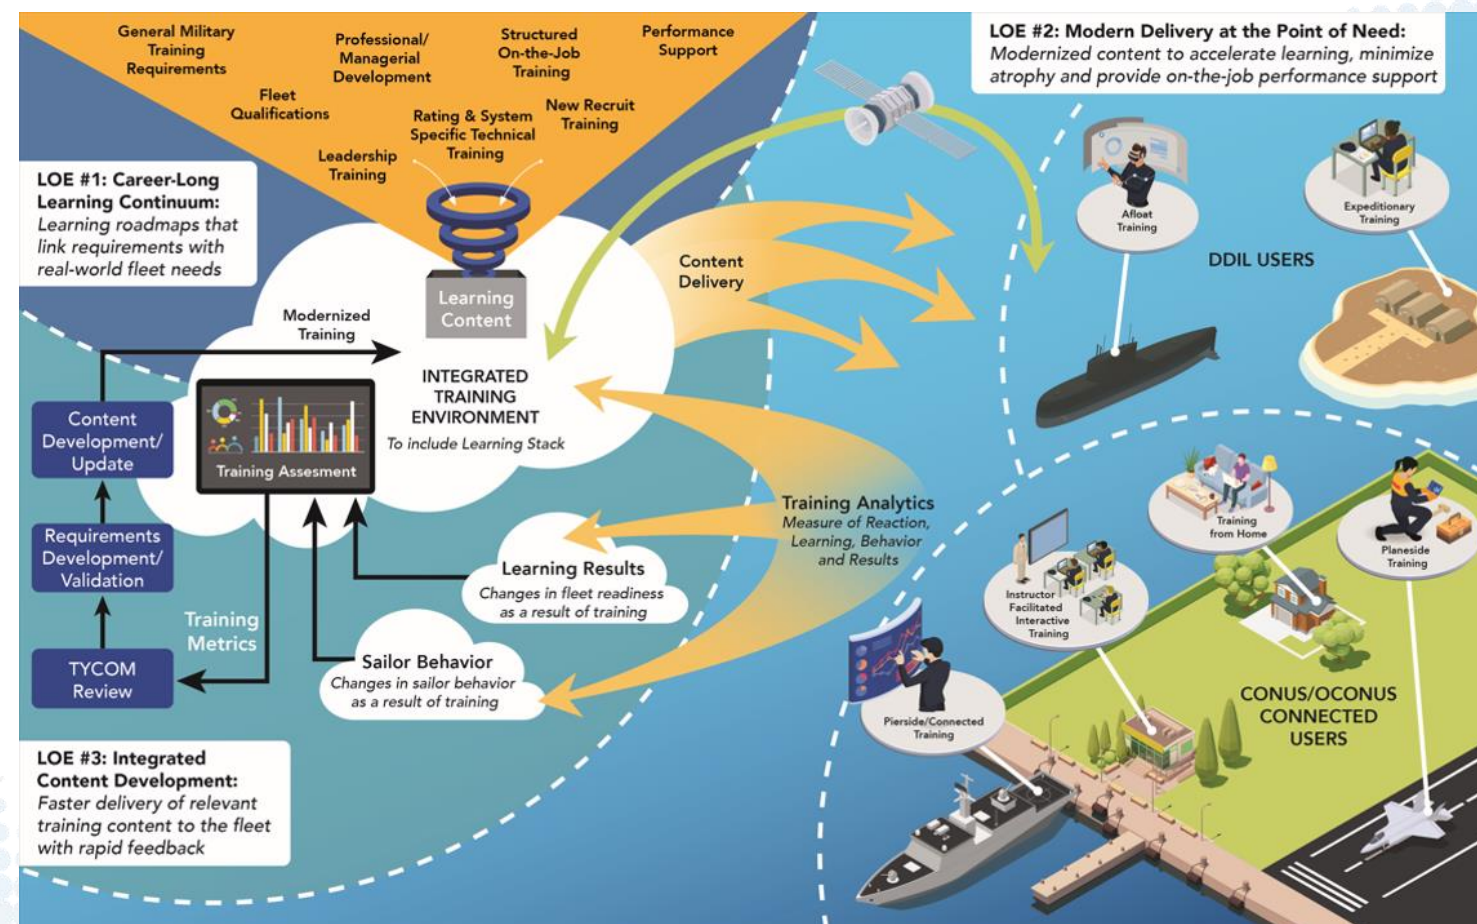 General Military
Training
Requirements
Professional/
Managerial
Development
Structured
On-the-Job
Training
Performance
Support
Fleet
Qualifications
Rating & System
Specific Technical
Training
New Recruit
Training
Leadership
Training
LOE #1: Career-Long
Learning Continuum:
Learning roadmaps that
link requirements with
real-world fleet needs
LOE #2: Modern Delivery at the Point of Need:
Modernized content to accelerate learning, minimize
atrophy and provide on-the-job performance support
Learning
Content
Modernized
Training
INTEGRATED
TRAINING
ENVIRONMENT
To include Learning Stack
Content
Delivery
Training Assesment
Content
Development/
Update
Requirements
Development/
Validation
TYCOM
Review
Training
Metrics
Learning Results
Changes in fleet readiness
as a result of training
Sailor Behavior
Changes in sailor behavior
as a result of training
Training Analytics
Measure of Reaction,
Learning, Behavior
and Results
Afloat
Training
Expeditionary
Training
DDIL USERS
Training
from Home
Planeside
Training
Instructor
Facilitated
Interactive
Training
Pierside/Connected
Training
CONUS/OCONUS
CONNECTED
USERS
LOE #3: Integrated
Content Development:
Faster delivery of relevant
training content to the fleet
with rapid feedback